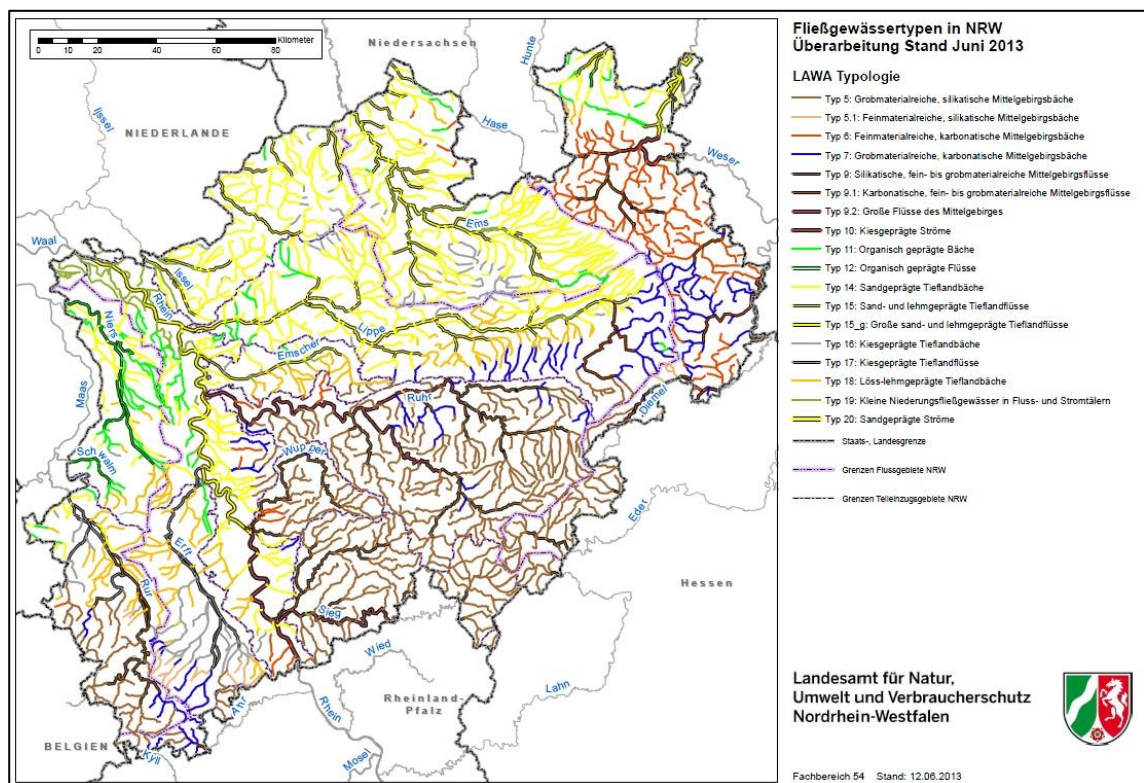 Kilometer
0 10 20 40 60 80
Niedersachsen
Hunte
Ijssel
NIEDERLANDE
Hase
Weser
Waal
Ems
Issel
Rhein
Niers
Lippe
Emscher
Maas
Ruhr
Diemel
Schwalm
Wupper
Eder
Erft
Hessen
Rur
Sieg
Wied
Lahn
Ahr
Rhein
Rheinland-
Pfalz
BELGIEN
Kyll
Mosel
Fließgewässertypen in NRW
Überarbeitung Stand Juni 2013
LAWA Typologie
Typ 5: Grobmaterialreiche, silikatische Mittelgebirgsbäche
Typ 5.1: Feinmaterialreiche, silikatische Mittelgebirgsbäche
Typ 6: Feinmaterialreiche, karbonatische Mittelgebirgsbäche
Typ 7: Grobmaterialreiche, karbonatische Mittelgebirgsbäche
Typ 9: Silikatische, fein- bis grobmaterialreiche Mittelgebirgsflüsse
Typ 9.1: Karbonatische, fein- bis grobmaterialreiche Mittelgebirgsflüsse
Typ 9.2: Große Flüsse des Mittelgebirges
Typ 10: Kiesgeprägte Ströme
Typ 11: Organisch geprägte Bäche
Typ 12: Organisch geprägte Flüsse
Typ 14: Sandgeprägte Tieflandbäche
Typ 15: Sand- und lehmgeprägte Tieflandflüsse
Typ 15_g: Große sand- und lehmgeprägte Tieflandflüsse
Typ 16: Kiesgeprägte Tieflandbäche
Typ 17: Kiesgeprägte Tieflandflüsse
Typ 18: Löss-lehmgeprägte Tieflandbäche
Typ 19: Kleine Niederungsfließgewässer in Fluss- und Stromtälern
Typ 20: Sandgeprägte Ströme
Staats-, Landesgrenze
Grenzen Flussgebiete NRW
Grenzen Teileinzugsgebiete NRW
Landesamt für Natur,
Umwelt und Verbraucherschutz
Nordrhein-Westfalen
Fachbereich 54 Stand: 12.06.2013